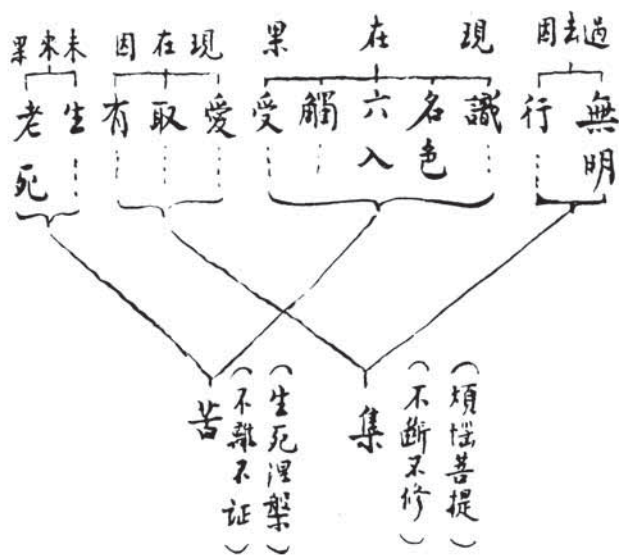 過去因
現在果
現在因
未來果
無明
行
識
名色
六入
觸
受
愛
取
有
生
老死
集
（煩惱菩提）
（不斷不修）
苦
（生死涅槃）
（不離不证）